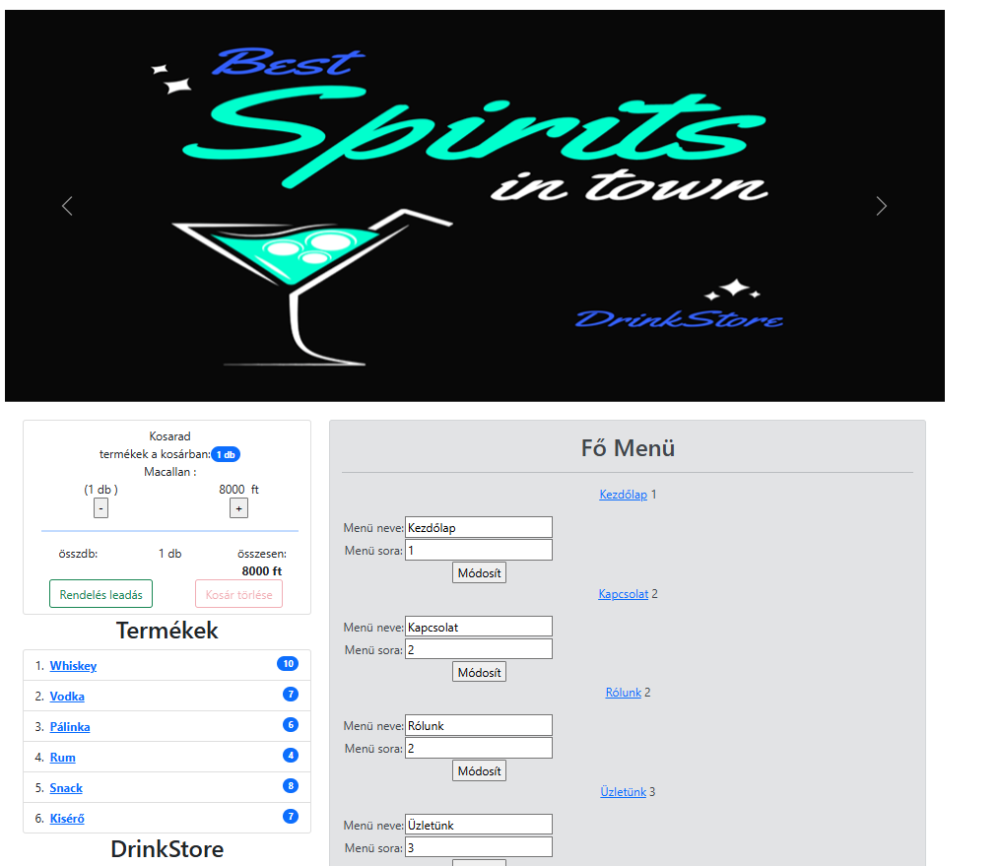 Best
Spirits
in town
DrinkStore
Kosarad
termékek a kosárban: 1 db
Macallan :
(1 db ) 8000 ft
- +
összdb: 1 db összesen:
8000 ft
Rendelés leadás Kosár törlése
Termékek
1. Whiskey 10
2. Vodka 7
3. Pálinka 6
4. Rum 4
5. Snack 8
6. Kisérő 7
DrinkStore
Fő Menü
Kezdőlap 1
Menü neve: Kezdőlap
Menü sora: 1
Módosít
Kapcsolat 2
Menü neve: Kapcsolat
Menü sora: 2
Módosít
Rólunk 2
Menü neve: Rólunk
Menü sora: 2
Módosít
Üzletünk 3
Menü neve: Üzletünk
Menü sora: 3